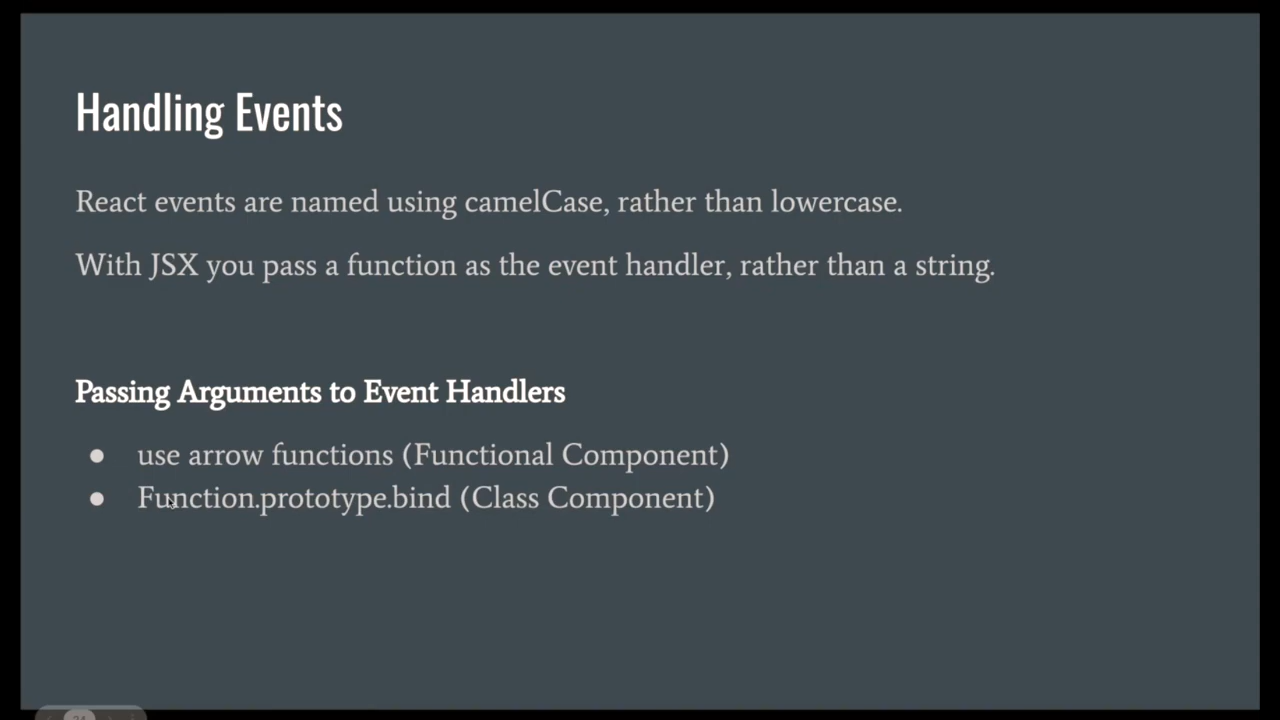 Handling Events
React events are named using camelCase, rather than lowercase.
With JSX you pass a function as the event handler, rather than a string.
Passing Arguments to Event Handlers
● use arrow functions (Functional Component)
● Function.prototype.bind (Class Component)